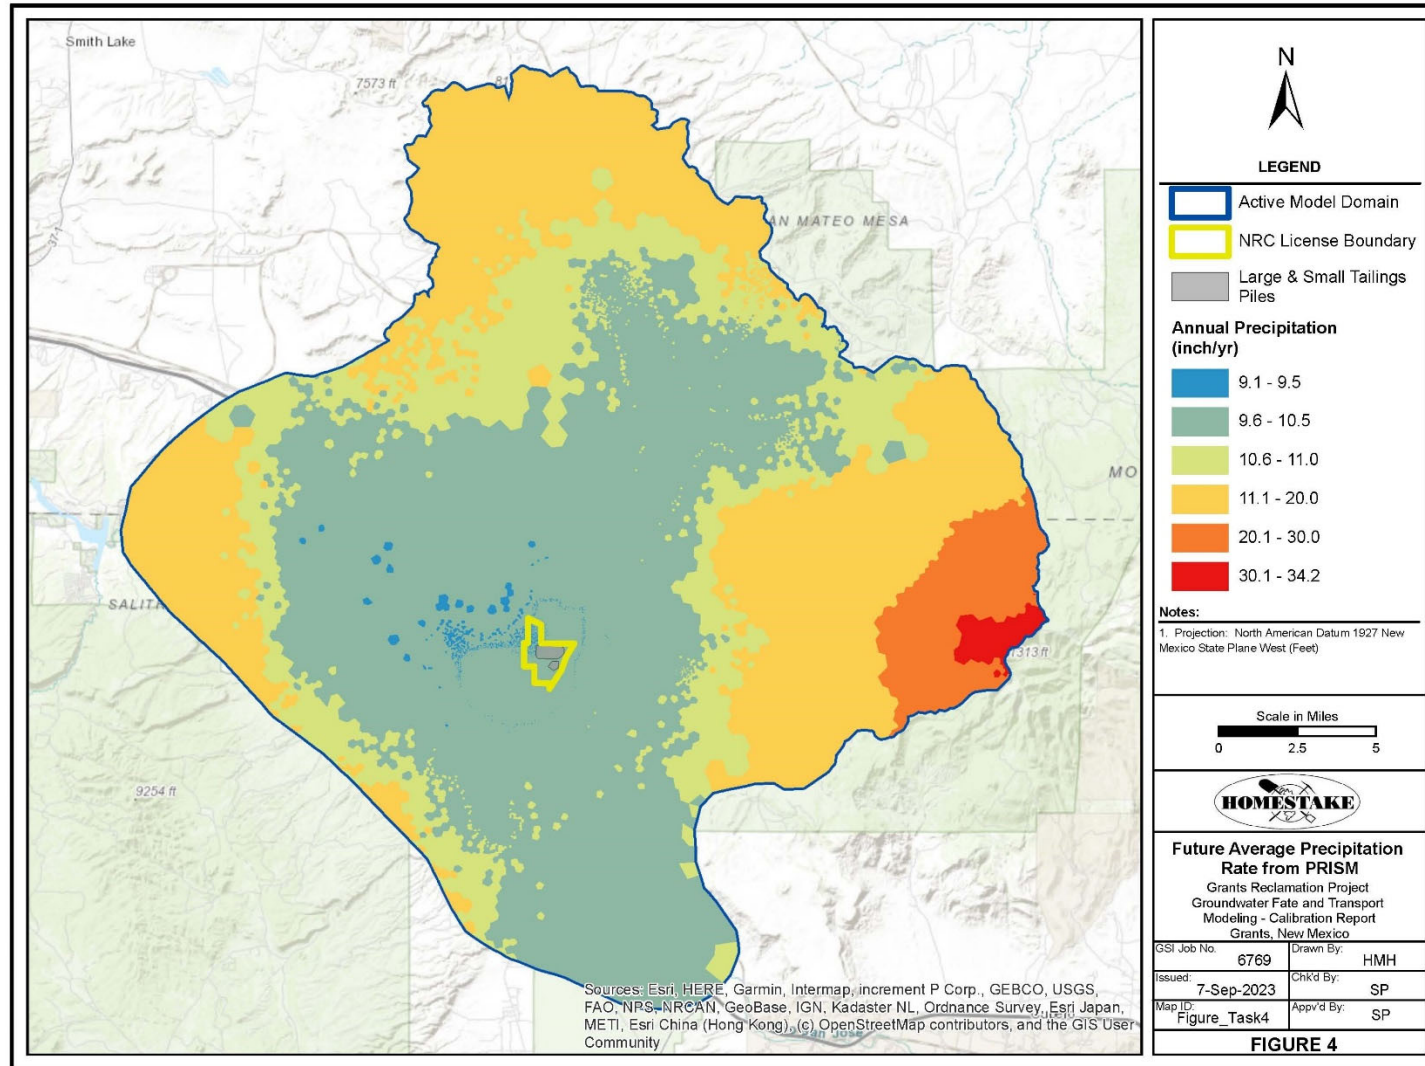 Smith Lake
7573 ft
AN MATEO MESA
37-1
MO
SALITR
1313 ft
9254 ft
Sources: Esri, HERE, Garmin, Intermap, increment P Corp., GEBCO, USGS,
FAO, NPS, NRCAN, GeoBase, IGN, Kadaster NL, Ordnance Survey, Esri Japan,
METI, Esri China (Hong Kong), (c) OpenStreetMap contributors, and the GIS User
Community
N
LEGEND
Active Model Domain
NRC License Boundary
Large & Small Tailings
Piles
Annual Precipitation
(inch/yr)
9.1 - 9.5
9.6 - 10.5
10.6 - 11.0
11.1 - 20.0
20.1 - 30.0
30.1 - 34.2
Notes:
1. Projection: North American Datum 1927 New
Mexico State Plane West (Feet)
Scale in Miles
0 2.5 5
HOMESTAKE
Future Average Precipitation
Rate from PRISM
Grants Reclamation Project
Groundwater Fate and Transport
Modeling - Calibration Report
Grants, New Mexico
GSI Job No. 6769 Drawn By: HMH
Issued: 7-Sep-2023 Chk'd By: SP
Map ID: Figure_Task4 Appv'd By: SP
FIGURE 4